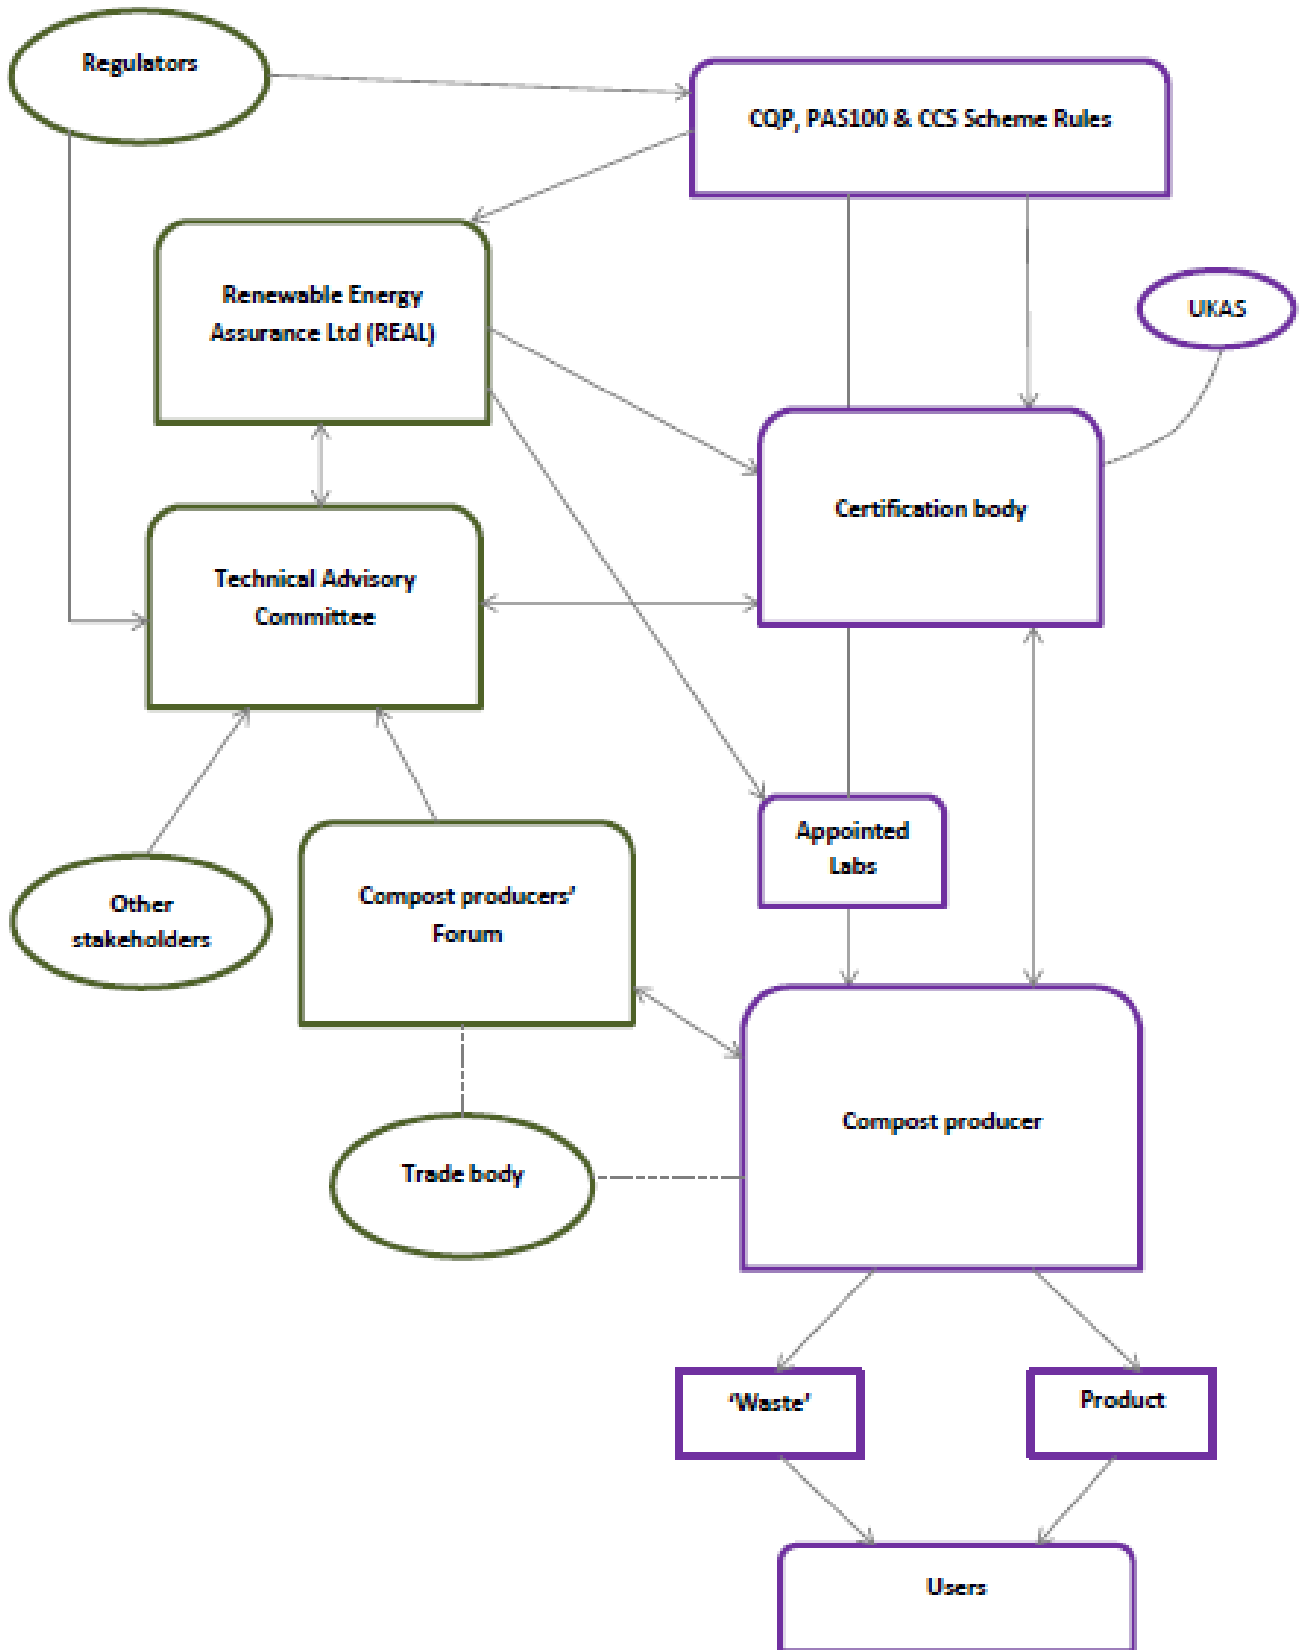 Regulators
CQP, PAS100 & CCS Scheme Rules
Renewable Energy
Assurance Ltd (REAL)
UKAS
Certification body
Technical Advisory
Committee
Appointed
Labs
Compost producers’
Forum
Other
stakeholders
Compost producer
Trade body
‘Waste’
Product
Users